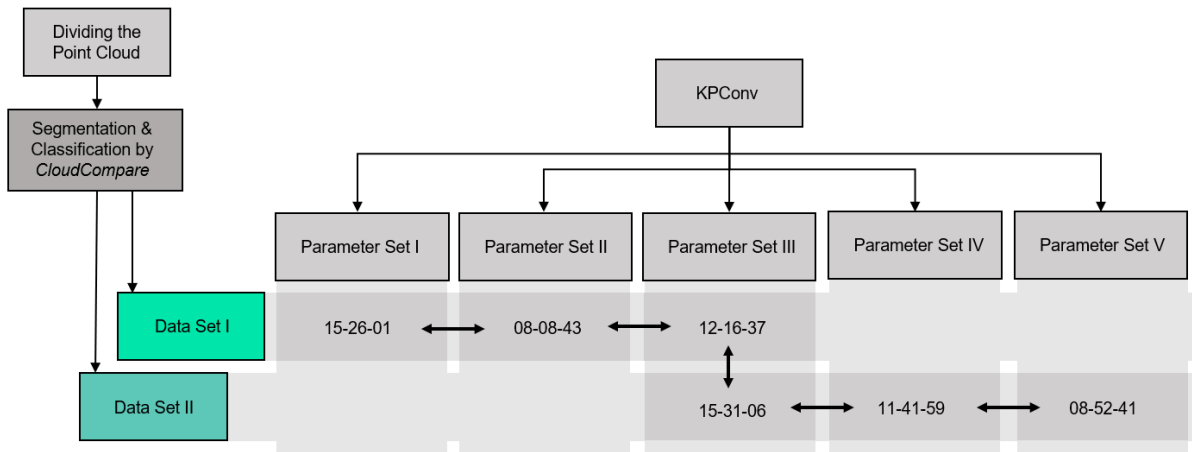 Dividing the
Point Cloud
Segmentation &
Classification by
CloudCompare
KPConv
Parameter Set I
Parameter Set II
Parameter Set III
Parameter Set IV
Parameter Set V
Data Set I
15-26-01
08-08-43
12-16-37
Data Set II
15-31-06
11-41-59
08-52-41